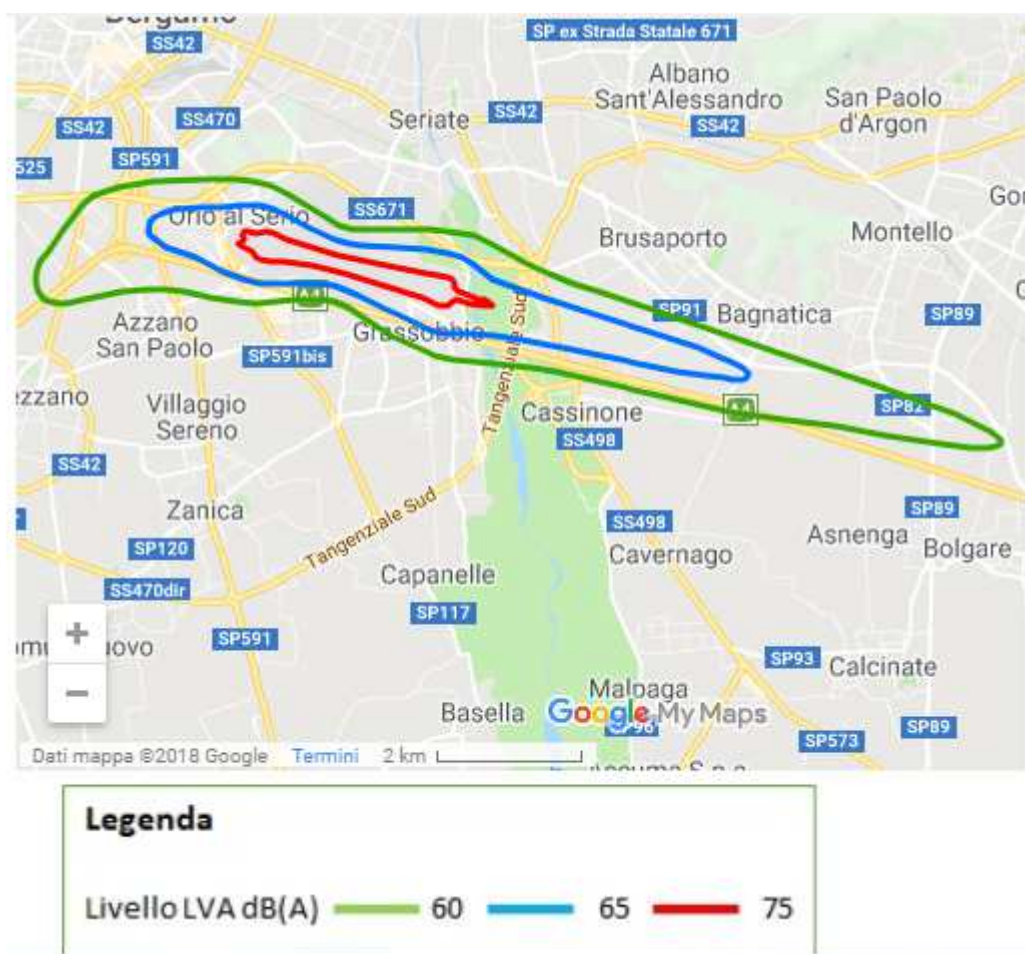 Bergamo
SS42
SP ex Strada Statale 671
Albano
Sant'Alessandro
San Paolo
d'Argon
SS42
SS470
Seriate
SS42
SS42
SP591
525
Orio al Serio
SS671
Brusaporto
Montello
Azzano
San Paolo
Grassobbio
SP91
Bagnatica
SP89
SP591bis
Tangenziale Sud
ezzano
Villaggio
Sereno
Cassinone
SP82
SS498
SS42
Zanica
Tangenziale Sud
SS498
SP89
Asnenga
Bolgare
SP120
Capanelle
Cavernago
SS470dir
SP117
SP591
SP93
Calcinate
Malpaga
Basella
Google My Maps
SP96
SP573
SP89
Dati mappa ©2018 Google
Termini
2 km
Legenda
Livello LVA dB(A) 60 65 75